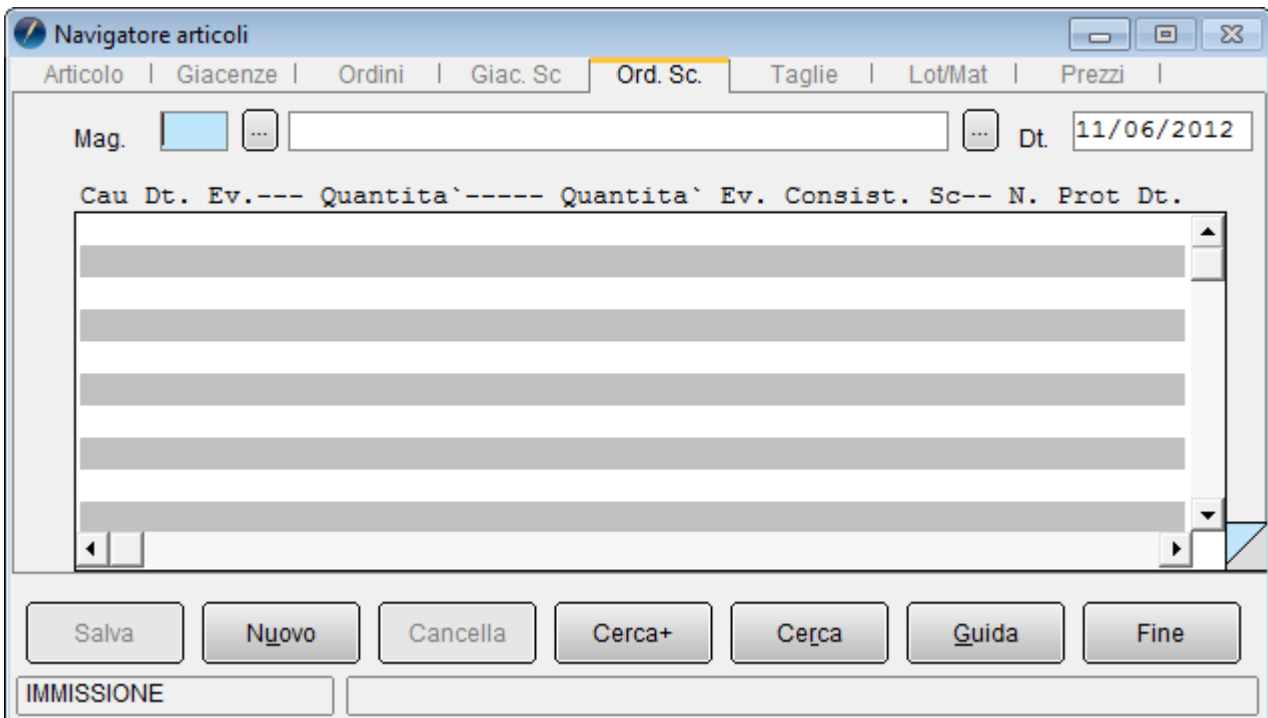 Navigatore articoli
Articolo | Giacenze | Ordini | Giac. Sc Ord. Sc. Taglie | Lot/Mat | Prezzi |
Mag. ... ... Dt. 11/06/2012
Cau Dt. Ev.--- Quantita`----- Quantita` Ev. Consist. Sc-- N. Prot Dt.
Salva Nuovo Cancella Cerca+ Cerca Guida Fine
IMMISSIONE